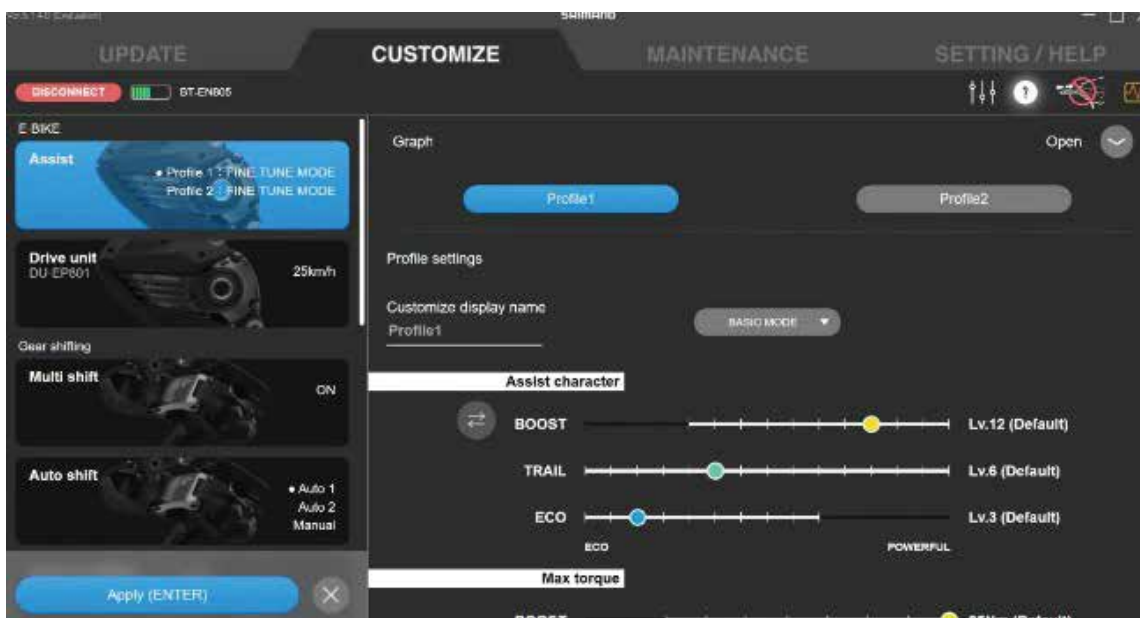 SHIMANO
UPDATE
CUSTOMIZE
MAINTENANCE
SETTING / HELP
DISCONNECT
BT-EN805
E-BIKE
Assist
• Profile 1 : FINE TUNE MODE
Profile 2 : FINE TUNE MODE
Drive unit
DU-EP801
25km/h
Gear shifting
Multi shift
ON
Auto shift
• Auto 1
Auto 2
Manual
Apply (ENTER)
Graph
Open
Profile1
Profile2
Profile settings
Customize display name
Profile1
BASIC MODE
Assist character
BOOST
Lv.12 (Default)
TRAIL
Lv.6 (Default)
ECO
Lv.3 (Default)
ECO
POWERFUL
Max torque
BOOST